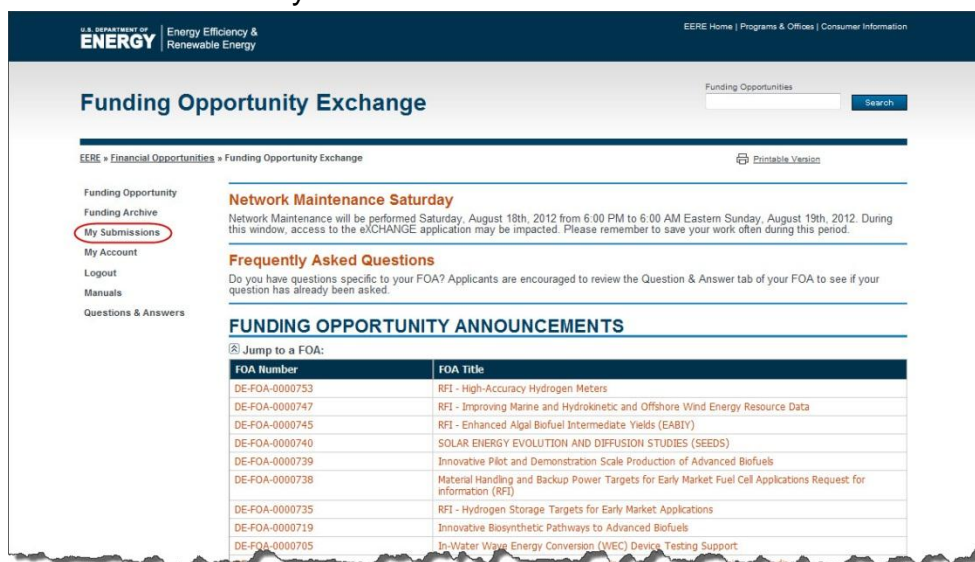 U.S. DEPARTMENT OF
ENERGY
Energy Efficiency &
Renewable Energy
EERE Home | Programs & Offices | Consumer Information
Funding Opportunity Exchange
Funding Opportunities
Search
EERE » Financial Opportunities » Funding Opportunity Exchange
Printable Version
Funding Opportunity
Funding Archive
My Submissions
My Account
Logout
Manuals
Questions & Answers
Network Maintenance Saturday
Network Maintenance will be performed Saturday, August 18th, 2012 from 6:00 PM to 6:00 AM Eastern Sunday, August 19th, 2012. During
this window, access to the eXCHANGE application may be impacted. Please remember to save your work often during this period.
Frequently Asked Questions
Do you have questions specific to your FOA? Applicants are encouraged to review the Question & Answer tab of your FOA to see if your
question has already been asked.
FUNDING OPPORTUNITY ANNOUNCEMENTS
Jump to a FOA:
FOA Number FOA Title
DE-FOA-0000753 RFI - High-Accuracy Hydrogen Meters
DE-FOA-0000747 RFI - Improving Marine and Hydrokinetic and Offshore Wind Energy Resource Data
DE-FOA-0000745 RFI - Enhanced Algal Biofuel Intermediate Yields (EABIY)
DE-FOA-0000740 SOLAR ENERGY EVOLUTION AND DIFFUSION STUDIES (SEEDS)
DE-FOA-0000739 Innovative Pilot and Demonstration Scale Production of Advanced Biofuels
DE-FOA-0000738 Material Handling and Backup Power Targets for Early Market Fuel Cell Applications Request for
information (RFI)
DE-FOA-0000735 RFI - Hydrogen Storage Targets for Early Market Applications
DE-FOA-0000719 Innovative Biosynthetic Pathways to Advanced Biofuels
DE-FOA-0000705 In-Water Wave Energy Conversion (WEC) Device Testing Support